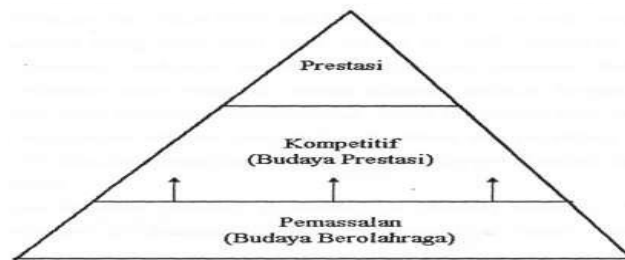 Prestasi
Kompetitif
(Budaya Prestasi)
Pemassalan
(Budaya Berolahraga)